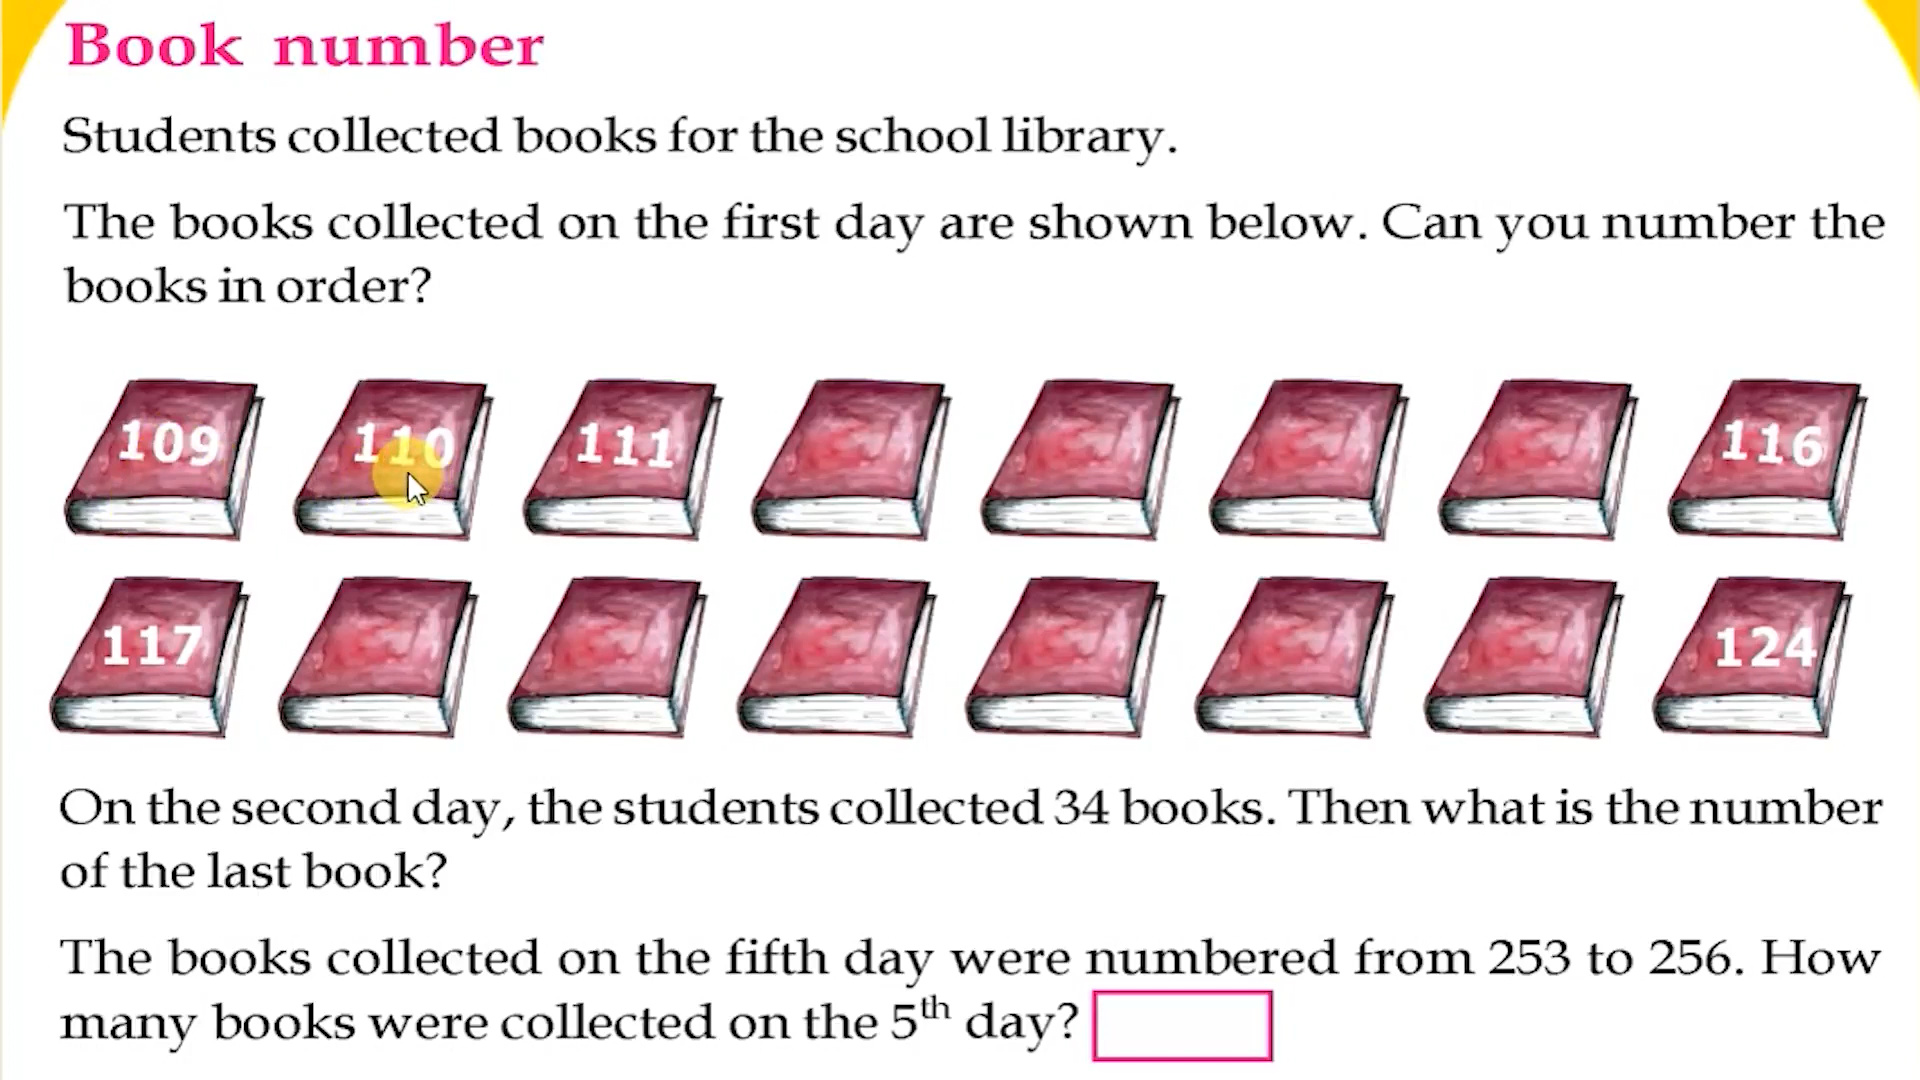 Book number
Students collected books for the school library.
The books collected on the first day are shown below. Can you number the
books in order?
109 110 111 116
117 124
On the second day, the students collected 34 books. Then what is the number
of the last book?
The books collected on the fifth day were numbered from 253 to 256. How
many books were collected on the 5th day?